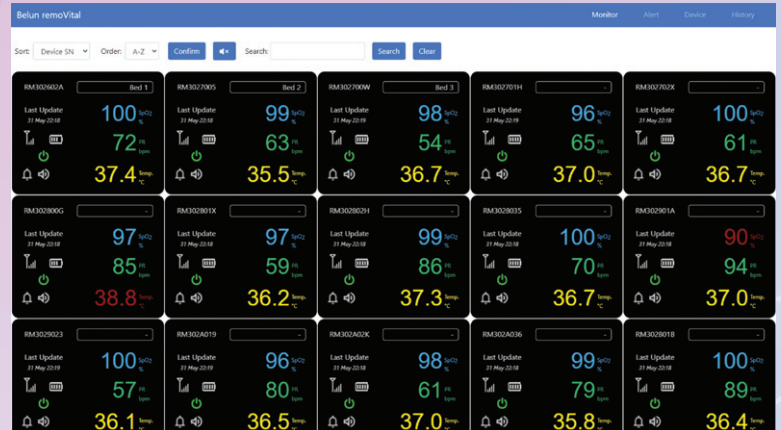 Belun remoVital Monitor Alert Device History
Sort: Device SN Order: A-Z Confirm Search: Search Clear
RM302602A Bed 1
Last Update 100 SpO2
31 May 22:18 %
72 PR
bpm
37.4 Temp.
°C
RM3027005 Bed 2
Last Update 99 SpO2
31 May 22:18 %
63 PR
bpm
35.5 Temp.
°C
RM302700W Bed 3
Last Update 98 SpO2
31 May 22:19 %
54 PR
bpm
36.7 Temp.
°C
RM302701H -
Last Update 96 SpO2
31 May 22:19 %
65 PR
bpm
37.0 Temp.
°C
RM302702X -
Last Update 100 SpO2
31 May 22:18 %
61 PR
bpm
36.7 Temp.
°C
RM302800G -
Last Update 97 SpO2
31 May 22:18 %
85 PR
bpm
38.8 Temp.
°C
RM302801X -
Last Update 97 SpO2
31 May 22:18 %
59 PR
bpm
36.2 Temp.
°C
RM302802H -
Last Update 99 SpO2
31 May 22:18 %
86 PR
bpm
37.3 Temp.
°C
RM3028035 -
Last Update 100 SpO2
31 May 22:18 %
70 PR
bpm
36.7 Temp.
°C
RM302901A -
Last Update 90 SpO2
31 May 22:18 %
94 PR
bpm
37.0 Temp.
°C
RM3029023 -
Last Update 100 SpO2
31 May 22:19 %
57 PR
bpm
36.1 Temp.
RM302A019 -
Last Update 96 SpO2
31 May 22:19 %
80 PR
bpm
36.5 Temp.
RM302A02K -
Last Update 98 SpO2
31 May 22:18 %
61 PR
bpm
37.0 Temp.
RM302A036 -
Last Update 99 SpO2
31 May 22:18 %
79 PR
bpm
35.8 Temp.
RM302B018 -
Last Update 100 SpO2
31 May 22:18 %
89 PR
bpm
36.4 Temp.